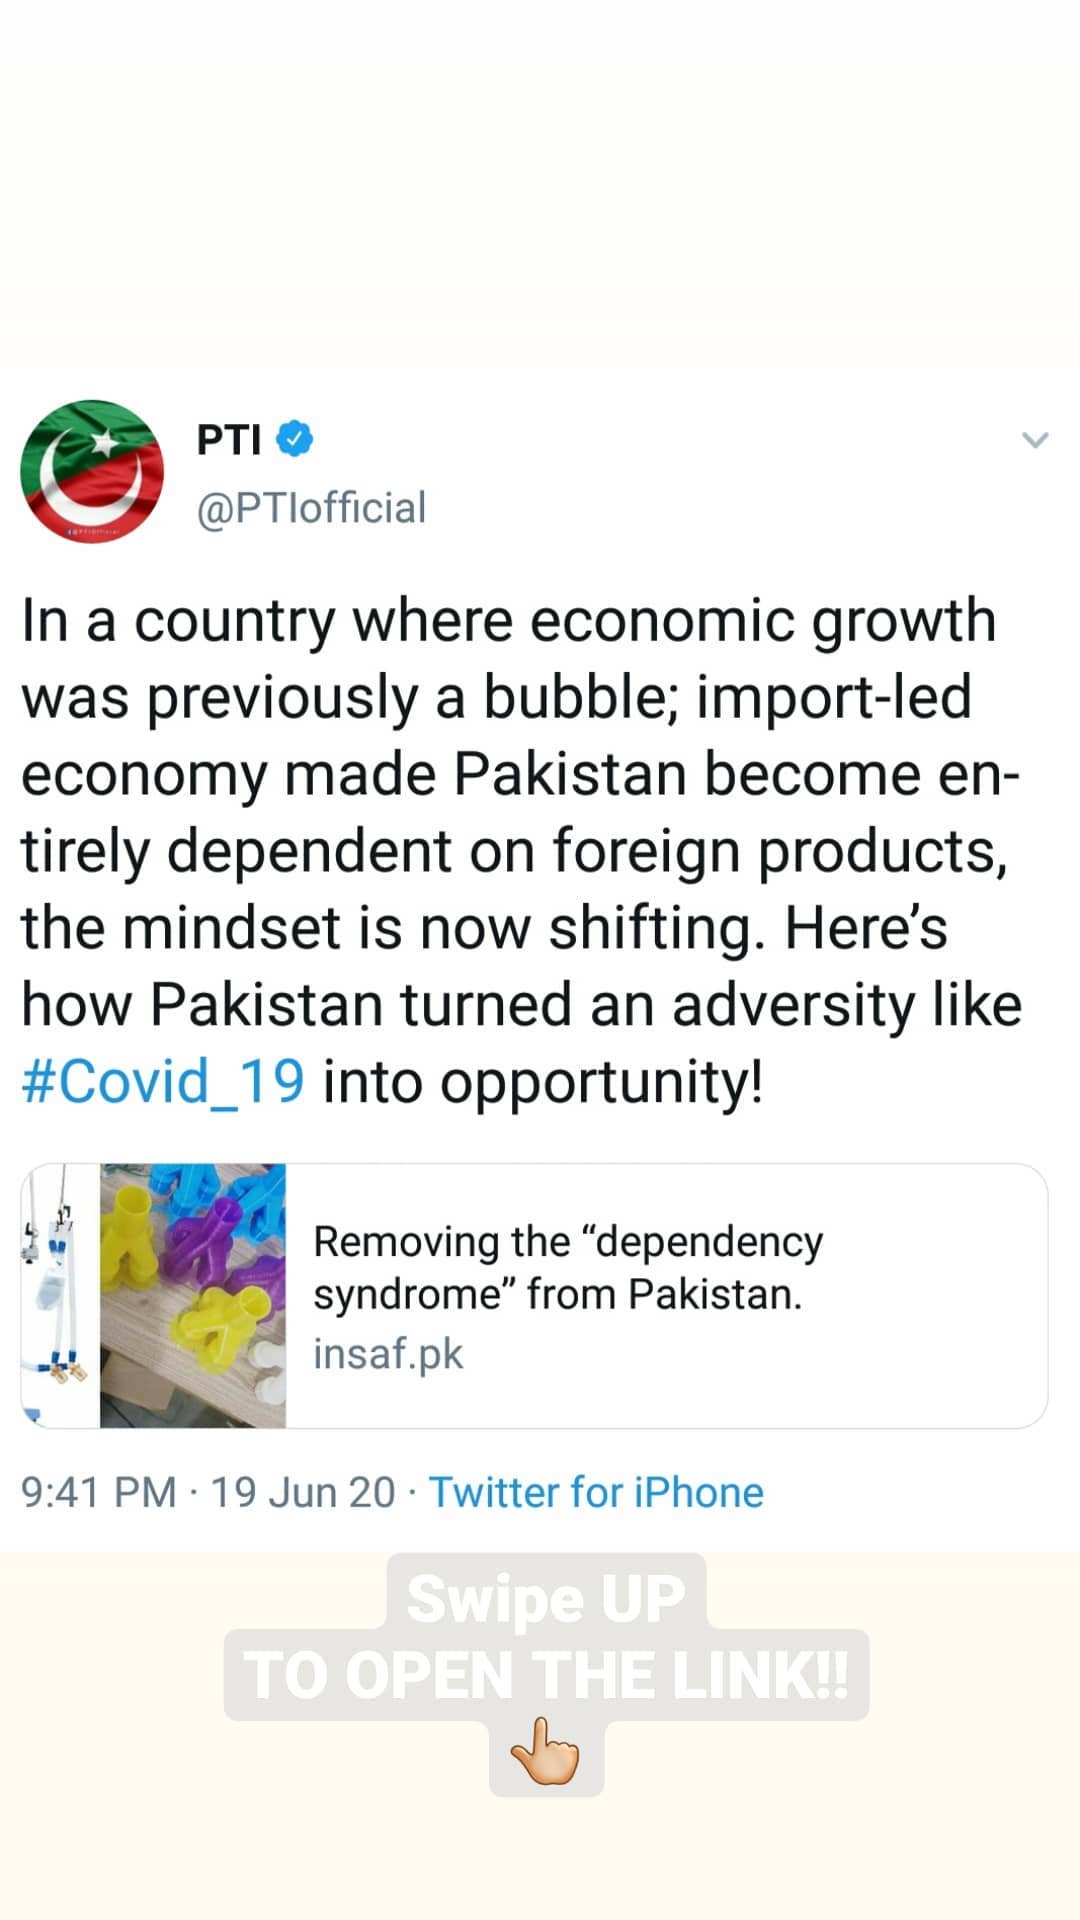 PTI
@PTIofficial
In a country where economic growth
was previously a bubble; import-led
economy made Pakistan become en-
tirely dependent on foreign products,
the mindset is now shifting. Here’s
how Pakistan turned an adversity like
#Covid_19 into opportunity!
Removing the “dependency
syndrome” from Pakistan.
insaf.pk
9:41 PM · 19 Jun 20 · Twitter for iPhone
Swipe UP
TO OPEN THE LINK!!